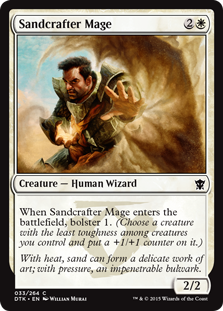 Sandcrafter Mage 2
Creature — Human Wizard
When Sandcrafter Mage enters the
battlefield, bolster 1. (Choose a creature
with the least toughness among creatures
you control and put a +1/+1 counter on it.)
With heat, sand can form a delicate work of
art; with pressure, an impenetrable bulwark.
2/2
033/264 C
DTK • EN Willian Murai
™ & © 2015 Wizards of the Coast